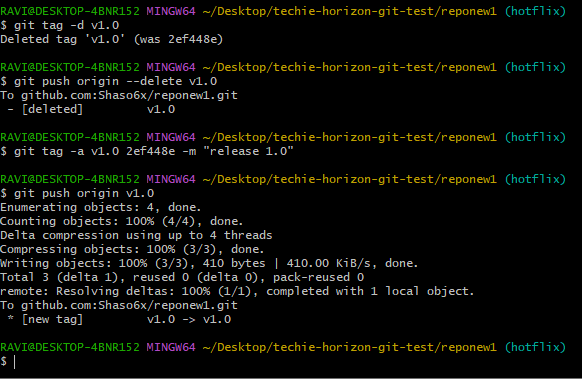 RAVI@DESKTOP-4BNR152 MINGW64 ~/Desktop/techie-horizon-git-test/reponew1 (hotflix)
$ git tag -d v1.0
Deleted tag 'v1.0' (was 2ef448e)
RAVI@DESKTOP-4BNR152 MINGW64 ~/Desktop/techie-horizon-git-test/reponew1 (hotflix)
$ git push origin --delete v1.0
To github.com:Shaso6x/reponew1.git
 - [deleted]         v1.0
RAVI@DESKTOP-4BNR152 MINGW64 ~/Desktop/techie-horizon-git-test/reponew1 (hotflix)
$ git tag -a v1.0 2ef448e -m "release 1.0"
RAVI@DESKTOP-4BNR152 MINGW64 ~/Desktop/techie-horizon-git-test/reponew1 (hotflix)
$ git push origin v1.0
Enumerating objects: 4, done.
Counting objects: 100% (4/4), done.
Delta compression using up to 4 threads
Compressing objects: 100% (3/3), done.
Writing objects: 100% (3/3), 410 bytes | 410.00 KiB/s, done.
Total 3 (delta 1), reused 0 (delta 0), pack-reused 0
remote: Resolving deltas: 100% (1/1), completed with 1 local object.
To github.com:Shaso6x/reponew1.git
 * [new tag]         v1.0 -> v1.0
RAVI@DESKTOP-4BNR152 MINGW64 ~/Desktop/techie-horizon-git-test/reponew1 (hotflix)
$